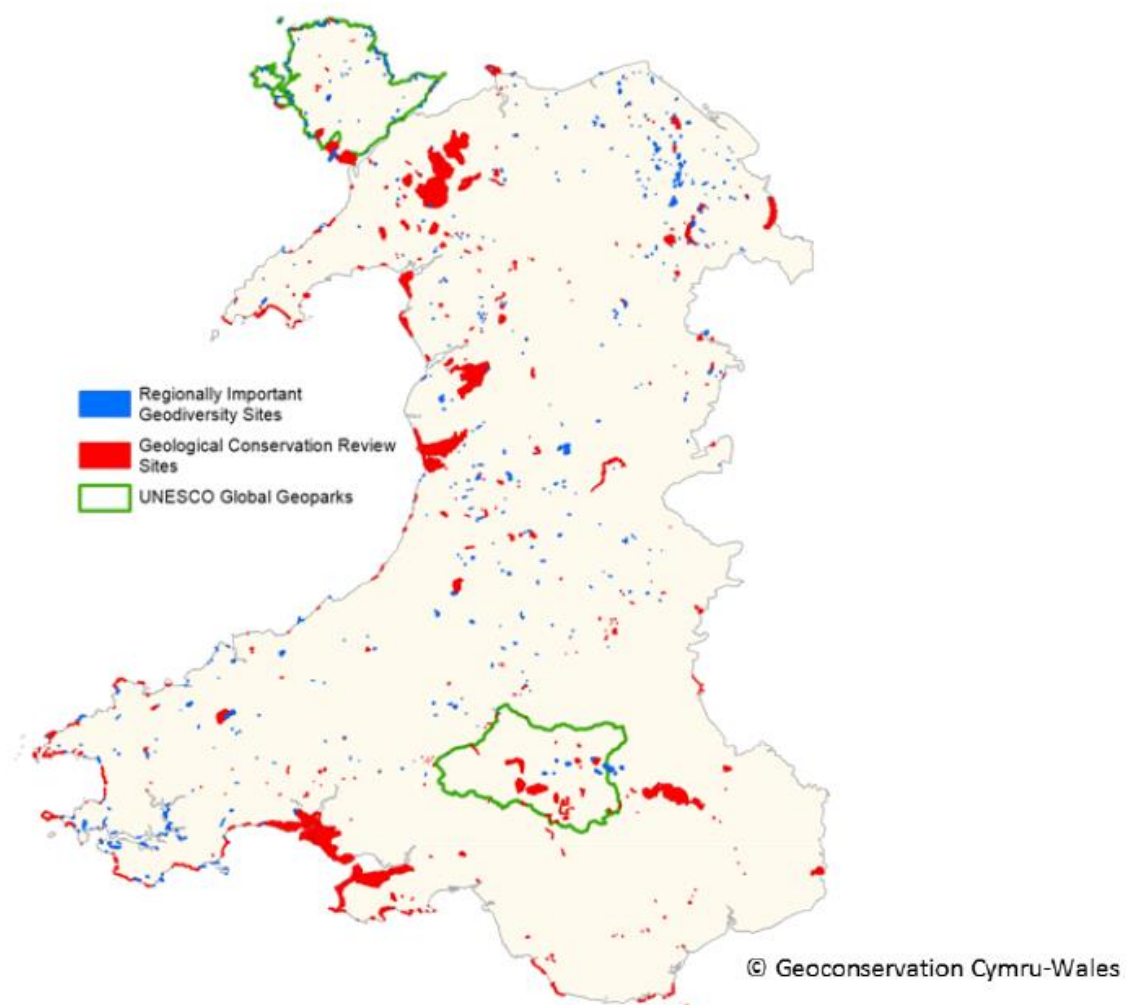 Regionally Important
Geodiversity Sites
Geological Conservation Review
Sites
UNESCO Global Geoparks
© Geoconservation Cymru-Wales